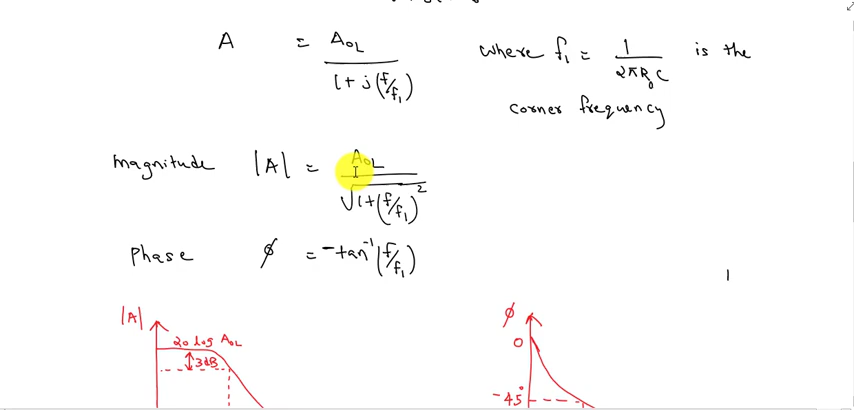 A = A_OL / (1 + j(f/f₁)) where f₁ = 1 / (2πR₀C) is the
corner frequency
magnitude |A| = A_OL / √(1 + (f/f₁)²)
Phase ∅ = -tan⁻¹(f/f₁)
|A|
20 log A_OL
3dB
∅
0
-45°